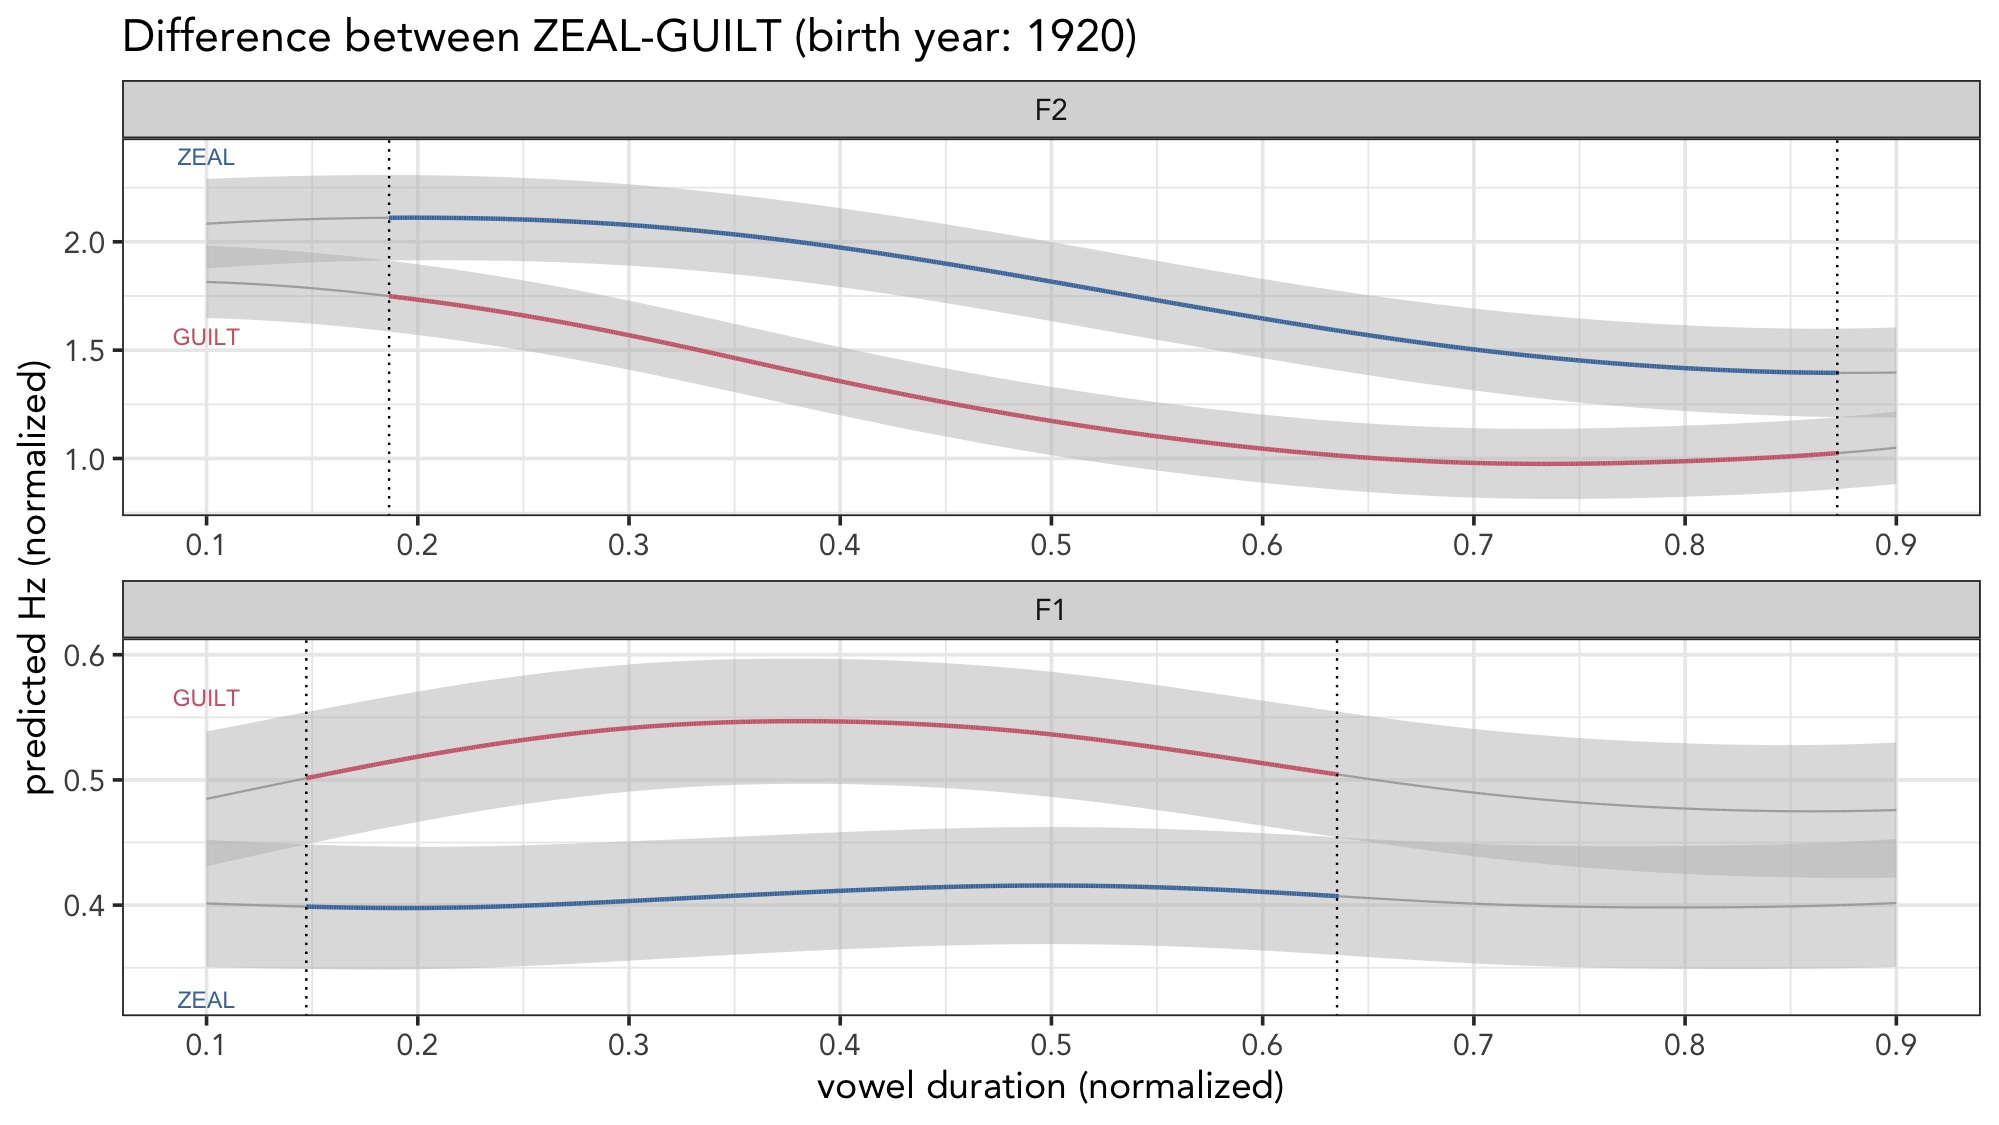 Difference between ZEAL-GUILT (birth year: 1920)
F2
ZEAL
GUILT
2.0
1.5
1.0
0.1 0.2 0.3 0.4 0.5 0.6 0.7 0.8 0.9
predicted Hz (normalized)
F1
0.6
GUILT
0.5
0.4
ZEAL
0.1 0.2 0.3 0.4 0.5 0.6 0.7 0.8 0.9
vowel duration (normalized)